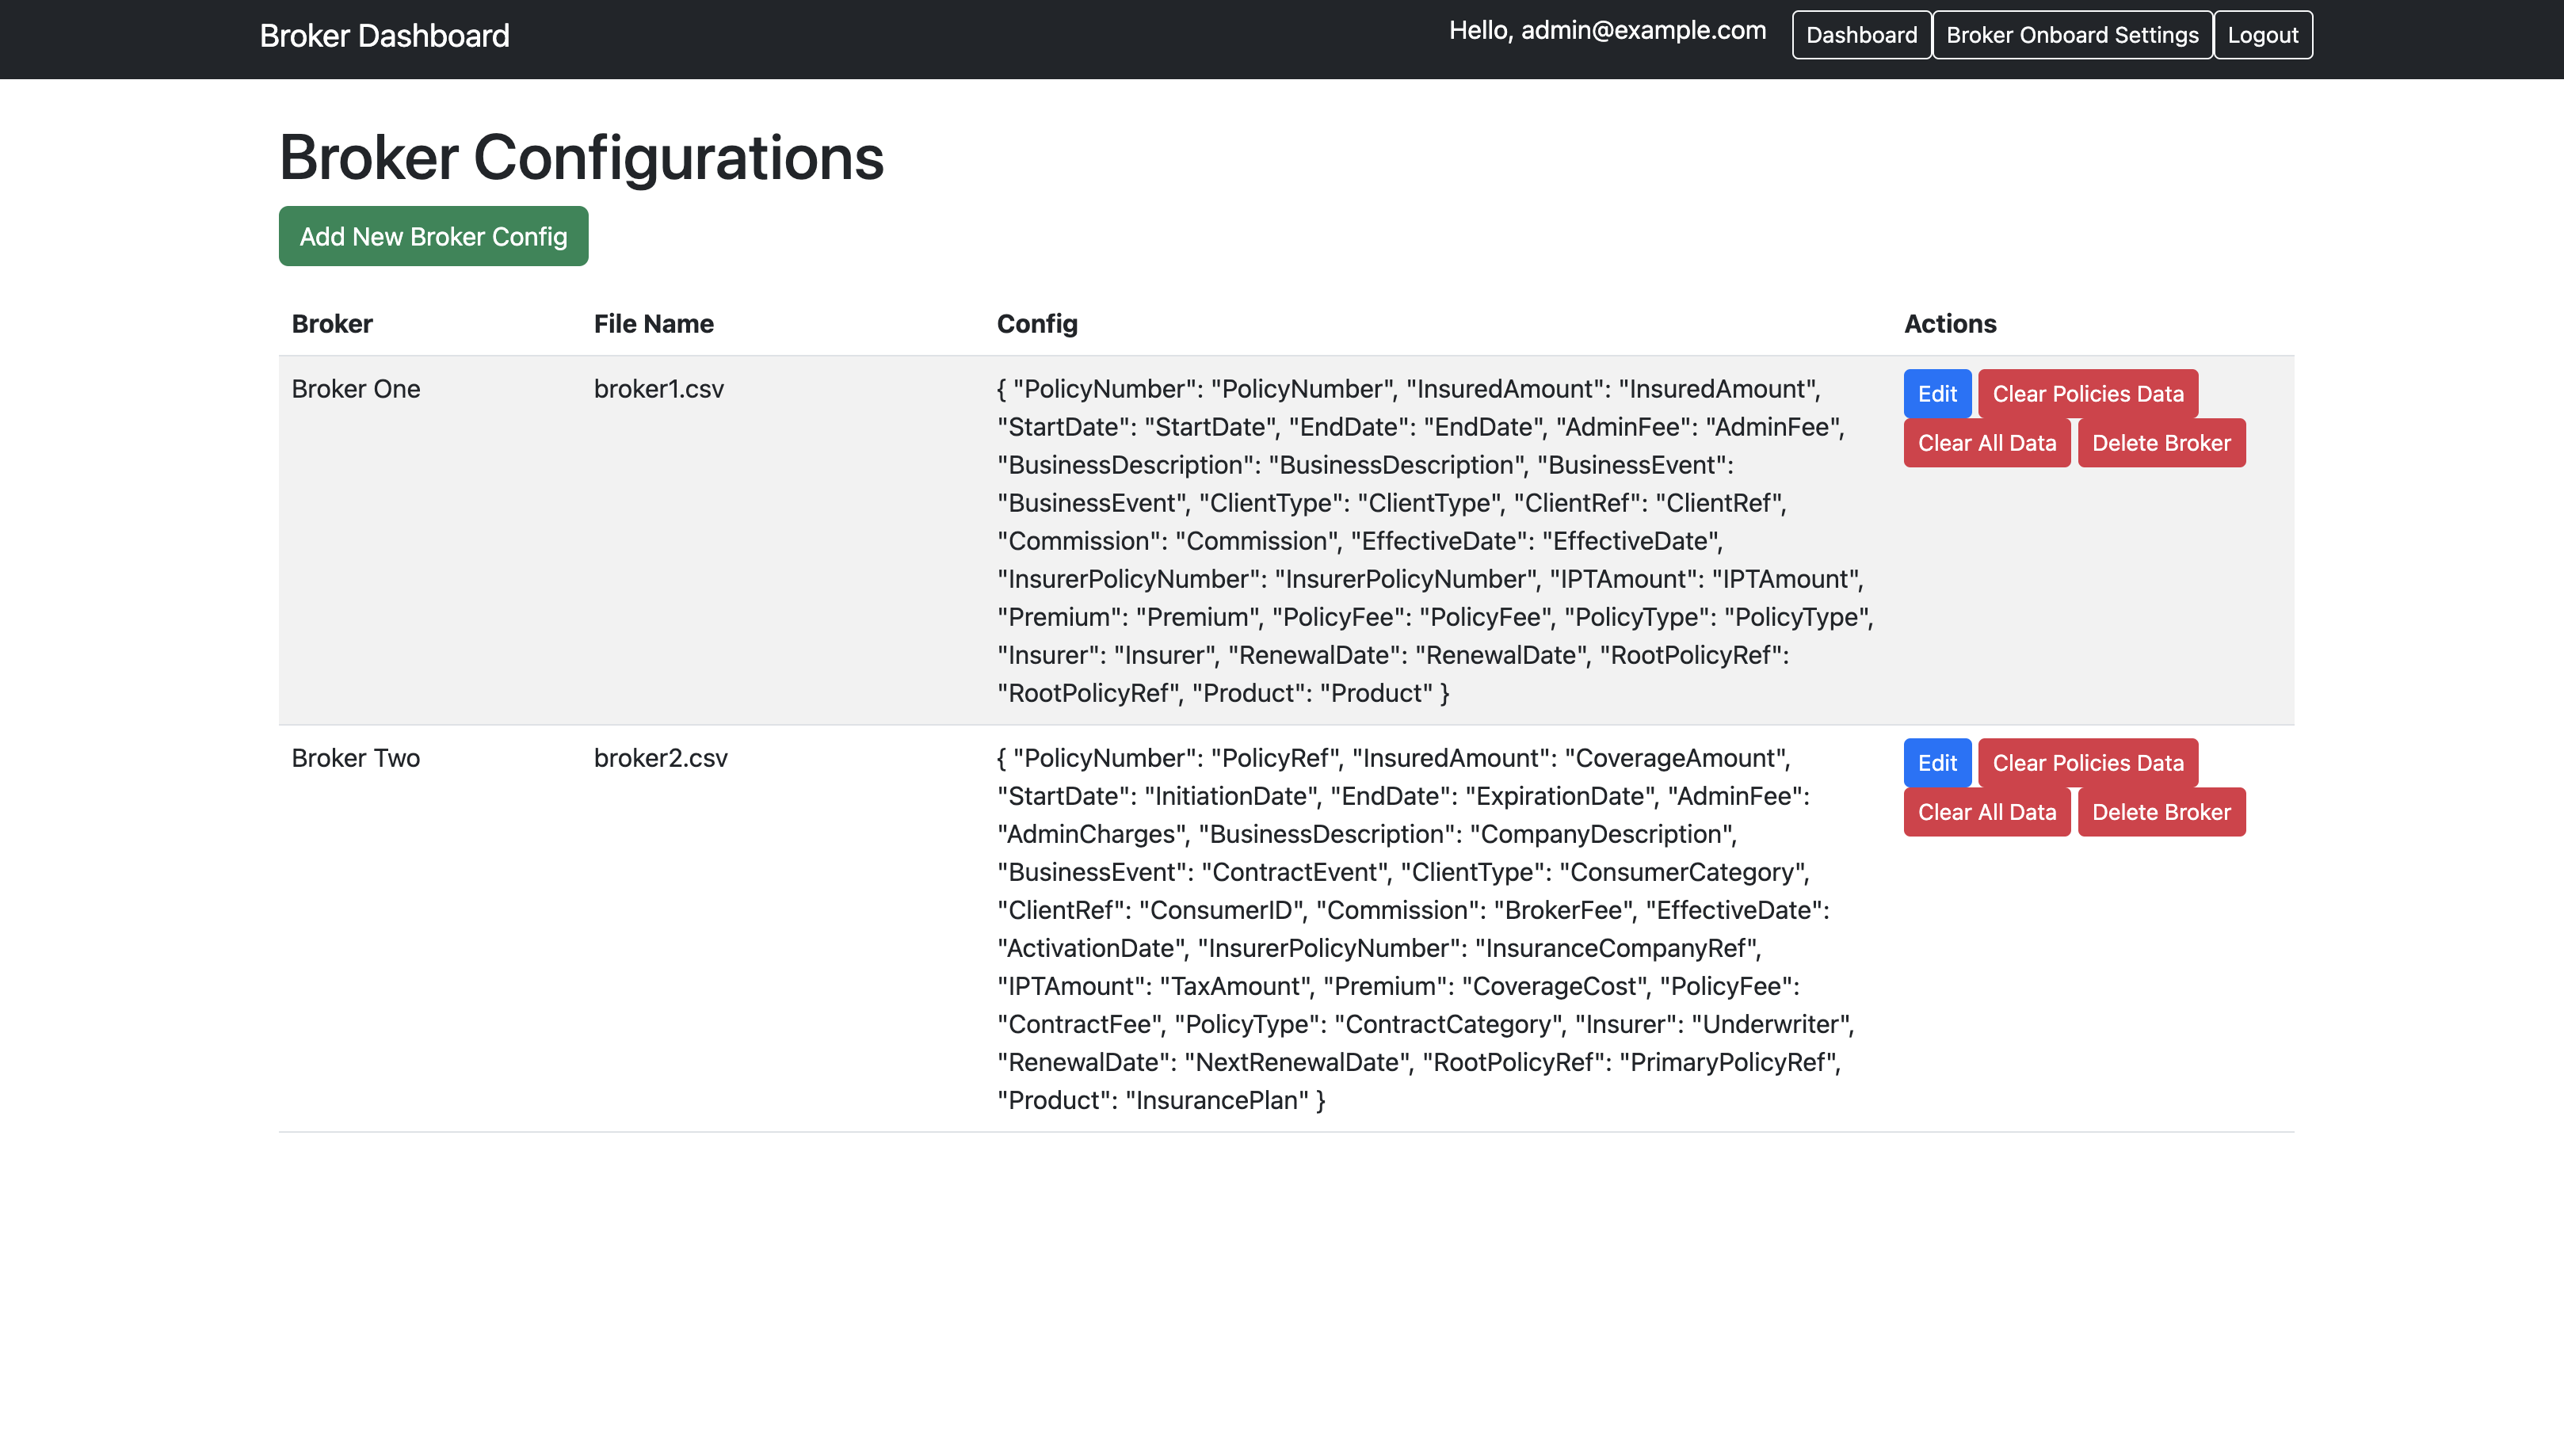 Broker Dashboard
Hello, admin@example.com
Dashboard
Broker Onboard Settings
Logout
Broker Configurations
Add New Broker Config
Broker File Name Config Actions
Broker One
broker1.csv
{ "PolicyNumber": "PolicyNumber", "InsuredAmount": "InsuredAmount",
"StartDate": "StartDate", "EndDate": "EndDate", "AdminFee": "AdminFee",
"BusinessDescription": "BusinessDescription", "BusinessEvent":
"BusinessEvent", "ClientType": "ClientType", "ClientRef": "ClientRef",
"Commission": "Commission", "EffectiveDate": "EffectiveDate",
"InsurerPolicyNumber": "InsurerPolicyNumber", "IPTAmount": "IPTAmount",
"Premium": "Premium", "PolicyFee": "PolicyFee", "PolicyType": "PolicyType",
"Insurer": "Insurer", "RenewalDate": "RenewalDate", "RootPolicyRef":
"RootPolicyRef", "Product": "Product" }
Edit
Clear Policies Data
Clear All Data
Delete Broker
Broker Two
broker2.csv
{ "PolicyNumber": "PolicyRef", "InsuredAmount": "CoverageAmount",
"StartDate": "InitiationDate", "EndDate": "ExpirationDate", "AdminFee":
"AdminCharges", "BusinessDescription": "CompanyDescription",
"BusinessEvent": "ContractEvent", "ClientType": "ConsumerCategory",
"ClientRef": "ConsumerID", "Commission": "BrokerFee", "EffectiveDate":
"ActivationDate", "InsurerPolicyNumber": "InsuranceCompanyRef",
"IPTAmount": "TaxAmount", "Premium": "CoverageCost", "PolicyFee":
"ContractFee", "PolicyType": "ContractCategory", "Insurer": "Underwriter",
"RenewalDate": "NextRenewalDate", "RootPolicyRef": "PrimaryPolicyRef",
"Product": "InsurancePlan" }
Edit
Clear Policies Data
Clear All Data
Delete Broker